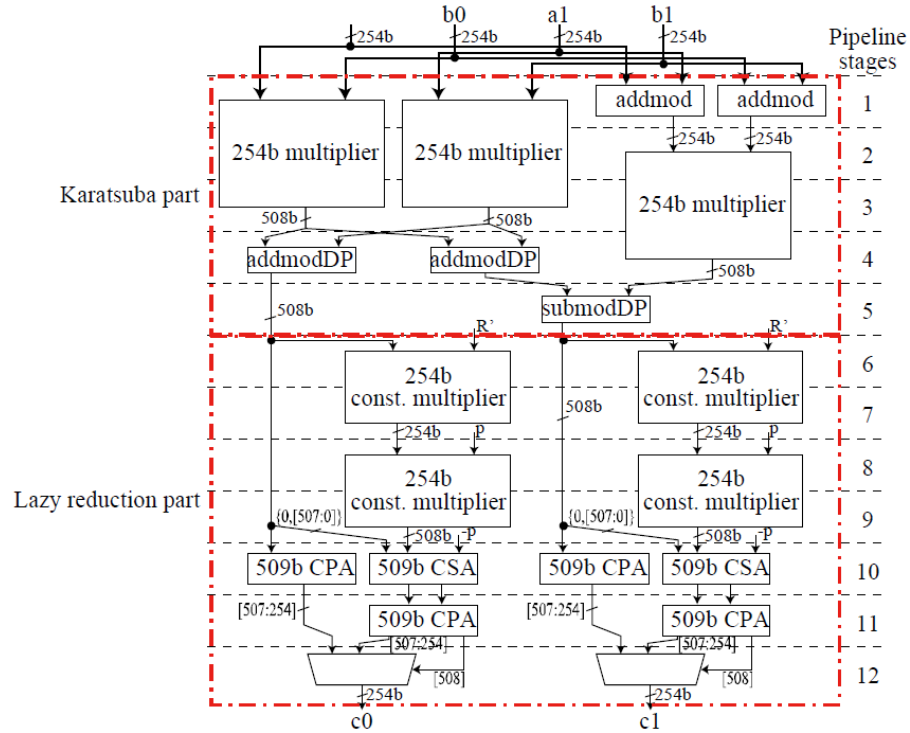 b0 a1 b1
254b 254b 254b 254b
Pipeline
stages
addmod addmod 1
254b multiplier 254b multiplier 254b 254b 2
Karatsuba part 254b multiplier 3
508b 508b
addmodDP addmodDP 4
508b
508b submodDP 5
R' R'
254b 254b 6
const. multiplier const. multiplier 7
508b
254b p 254b p
254b 254b 8
const. multiplier const. multiplier 9
Lazy reduction part
{0,[507:0]} {0,[507:0]}
508b -p 508b -p
509b CPA 509b CSA 509b CPA 509b CSA 10
[507:254] [507:254]
509b CPA 509b CPA 11
[507:254] [507:254]
[508] [508] 12
254b 254b
c0 c1